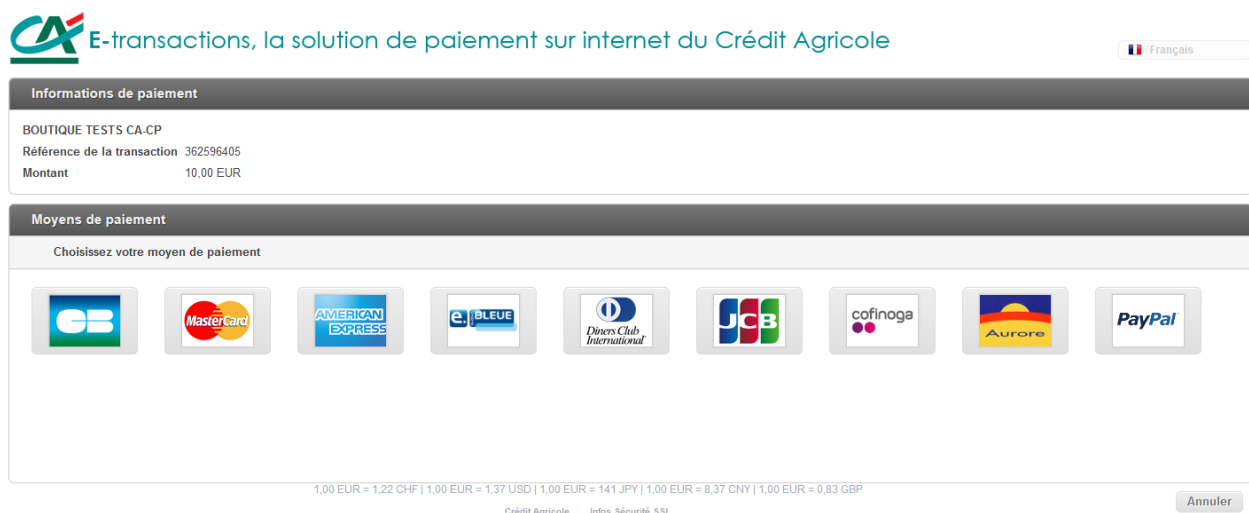 CA E-transactions, la solution de paiement sur internet du Crédit Agricole
Français
Informations de paiement
BOUTIQUE TESTS CA-CP
Référence de la transaction 362596405
Montant 10,00 EUR
Moyens de paiement
Choisissez votre moyen de paiement
CB MasterCard AMERICAN EXPRESS e. BLEUE Diners Club International JCB cofinoga Aurore PayPal
1,00 EUR = 1,22 CHF | 1,00 EUR = 1,37 USD | 1,00 EUR = 141 JPY | 1,00 EUR = 8,37 CNY | 1,00 EUR = 0,83 GBP
Annuler
Crédit Agricole Infos Sécurité SSL